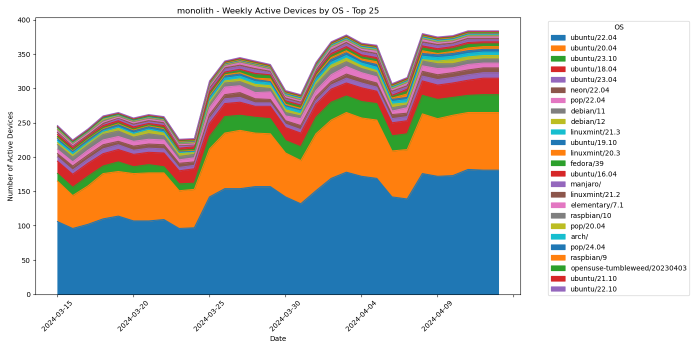 monolith - Weekly Active Devices by OS - Top 25
Number of Active Devices
400
350
300
250
200
150
100
50
0
2024-03-15
2024-03-20
2024-03-25
2024-03-30
2024-04-04
2024-04-09
Date
OS
ubuntu/22.04
ubuntu/20.04
ubuntu/23.10
ubuntu/18.04
ubuntu/23.04
neon/22.04
pop/22.04
debian/11
debian/12
linuxmint/21.3
ubuntu/19.10
linuxmint/20.3
fedora/39
ubuntu/16.04
manjaro/
linuxmint/21.2
elementary/7.1
raspbian/10
pop/20.04
arch/
pop/24.04
raspbian/9
opensuse-tumbleweed/20230403
ubuntu/21.10
ubuntu/22.10